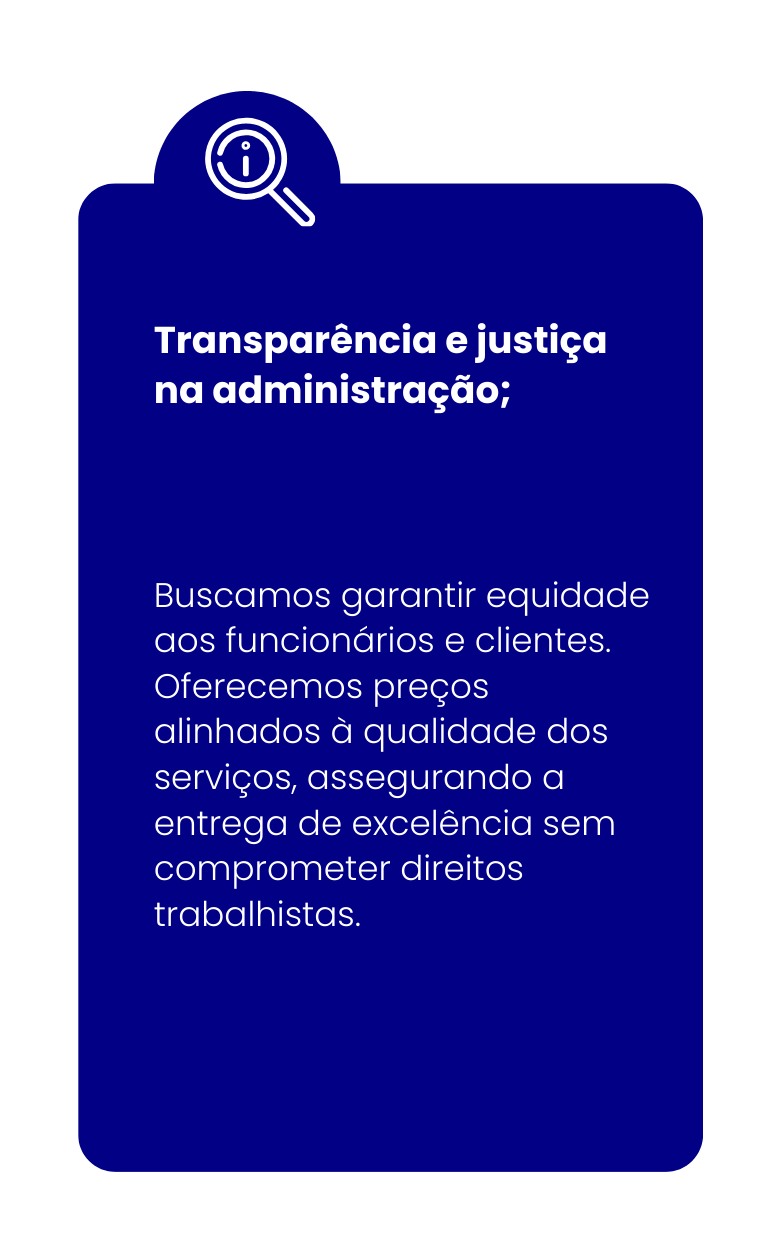 Transparência e justiça
na administração;
Buscamos garantir equidade
aos funcionários e clientes.
Oferecemos preços
alinhados à qualidade dos
serviços, assegurando a
entrega de excelência sem
comprometer direitos
trabalhistas.